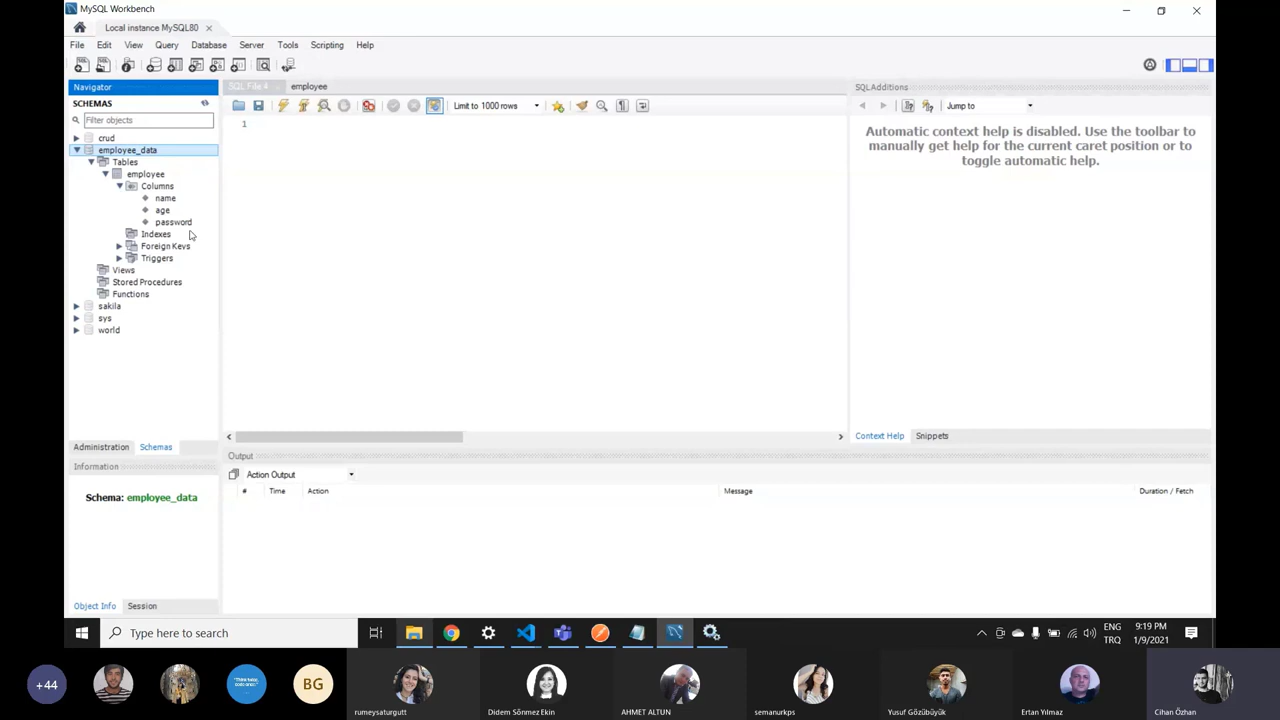 MySQL Workbench
Local instance MySQL80
File Edit View Query Database Server Tools Scripting Help
Navigator
SCHEMAS
Filter objects
crud
employee_data
Tables
employee
Columns
name
age
password
Indexes
Foreign Keys
Triggers
Views
Stored Procedures
Functions
sakila
sys
world
Administration Schemas
Information
Schema: employee_data
Object Info Session
SQL File 4 employee
Limit to 1000 rows
1
SQLAdditions
Jump to
Automatic context help is disabled. Use the toolbar to
manually get help for the current caret position or to
toggle automatic help.
Context Help Snippets
Output
Action Output
# Time Action Message Duration / Fetch
Type here to search
ENG
TRQ
9:19 PM
1/9/2021
+44
BG
rumeysaturgutt
Didem Sönmez Ekin
AHMET ALTUN
semanurkps
Yusuf Gözübüyük
Ertan Yılmaz
Cihan Özhan